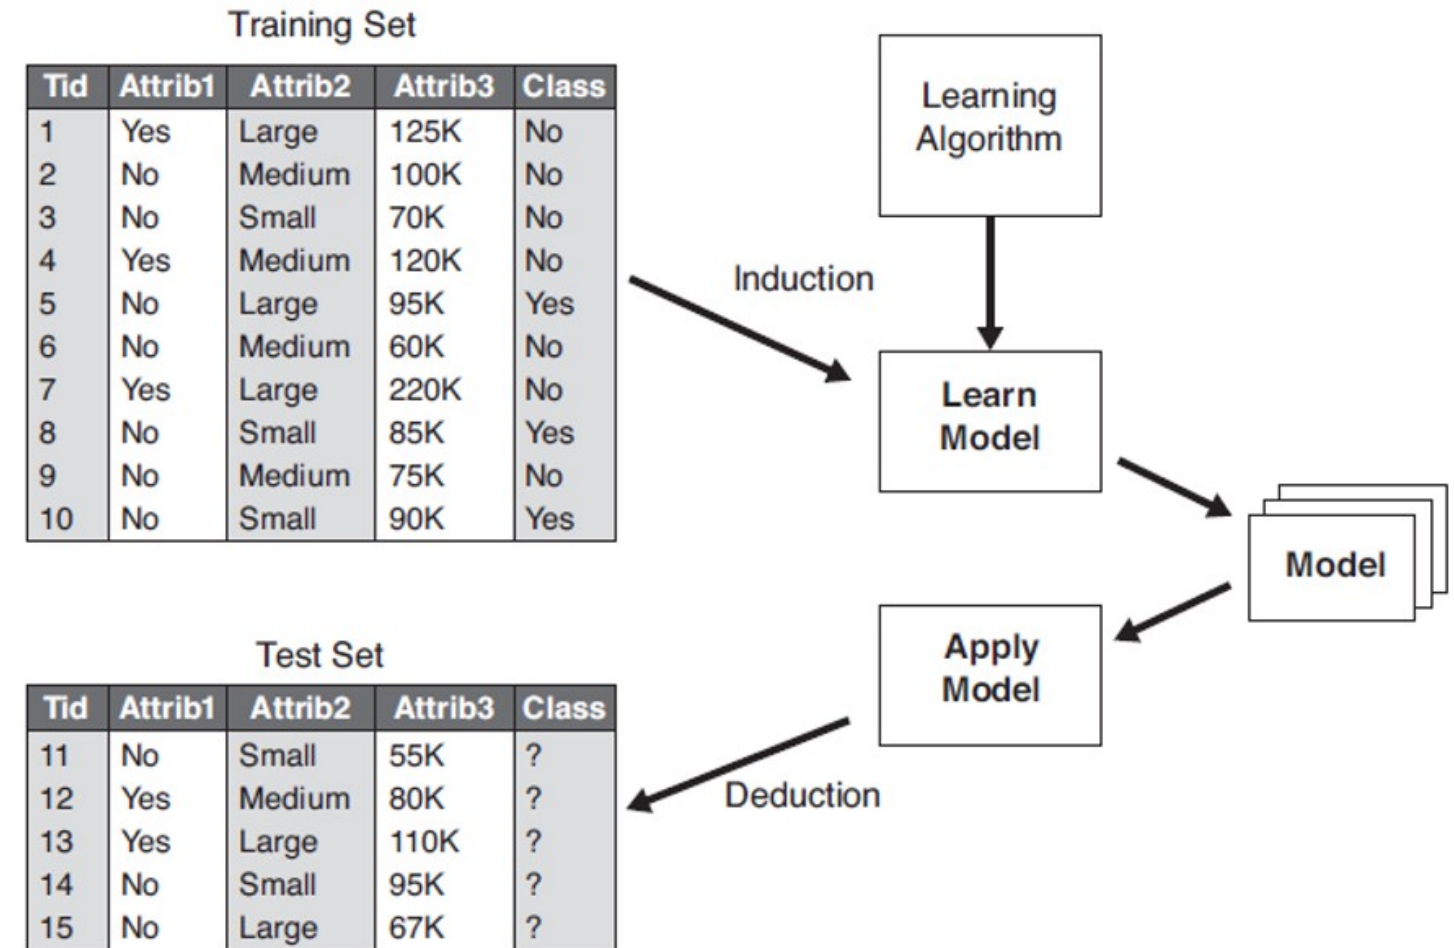 Training Set
Tid Attrib1 Attrib2 Attrib3 Class
1 Yes Large 125K No
2 No Medium 100K No
3 No Small 70K No
4 Yes Medium 120K No
5 No Large 95K Yes
6 No Medium 60K No
7 Yes Large 220K No
8 No Small 85K Yes
9 No Medium 75K No
10 No Small 90K Yes
Learning
Algorithm
Induction
Learn
Model
Model
Apply
Model
Deduction
Test Set
Tid Attrib1 Attrib2 Attrib3 Class
11 No Small 55K ?
12 Yes Medium 80K ?
13 Yes Large 110K ?
14 No Small 95K ?
15 No Large 67K ?